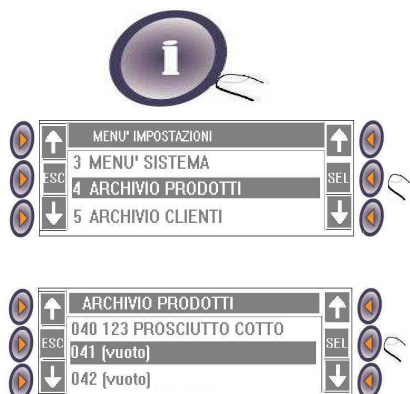 i
MENU' IMPOSTAZIONI
3 MENU' SISTEMA
ESC 4 ARCHIVIO PRODOTTI SEL
5 ARCHIVIO CLIENTI
ARCHIVIO PRODOTTI
040 123 PROSCIUTTO COTTO
ESC 041 (vuoto) SEL
042 (vuoto)